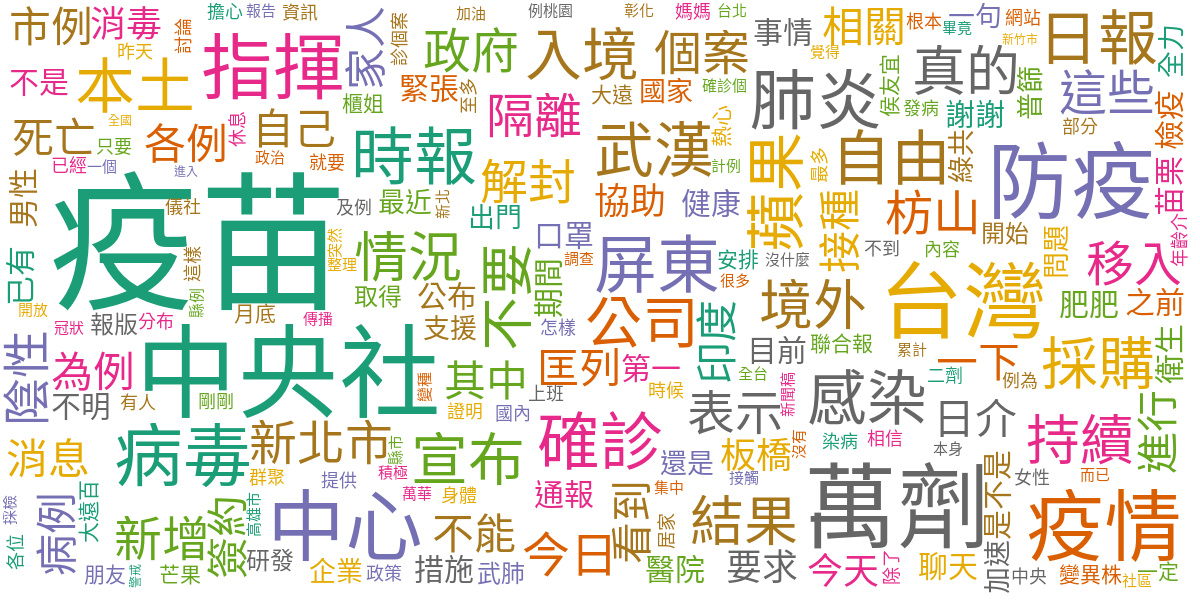 市例
消毒
昨天
討論
指揮
家人
擔心
報告
資訊
診個案
政府
加油
入境
例桃園
彰化
個案
媽媽
台北
確診個
事情
覺得
相關
根本
畢竟
一句
網站
新竹市
日報
全力
不是
本土
全國
緊張
至多
大遠
國家
肺炎
侯友宜
發病
真的
謝謝
普篩
這些
部分
檢疫
死亡
只要
各例
休息
自己
櫃姐
時報
隔離
武漢
熱心
計例
蘋果
最多
自由
綠共
防疫
苗栗
年齡介
已經
一個
進入
政治
就要
解封
協助
健康
接種
枋山
開始
問題
移入
男性
儀社
疫苗
及例
最近
新北
出門
口罩
調查
屏東
安排
很多
沒什麼
不到
內容
已有
這樣
縣例
突然
整理
情況
取得
不要
期間
公布
支援
境外
台灣
肥肥
之前
開放
冠狀
報版
分布
月底
傳播
中央社
怎樣
公司
印度
目前
聯合報
累計
一下
採購
衛生
陰性
為例
不明
有人
剛剛
變種
其中
證明
國內
上班
匡列
第一
時候
全台
新聞稿
表示
感染
二劑
例為
日介
本身
持續
進行
消息
病毒
群聚
新北市
提供
縣市
積極
宣布
確診
還是
板橋
接觸
沒有
染病
相信
萬劑
是不是
女性
而已
疫情
採檢
各位
病例
大遠百
朋友
警戒
新增
芒果
簽約
高雄市
研發
中心
企業
政策
萬華
身體
措施
不能
武肺
通報
今日
看到
居家
集中
醫院
結果
要求
今天
除了
聊天
加速
中央
變異株
社區
一定